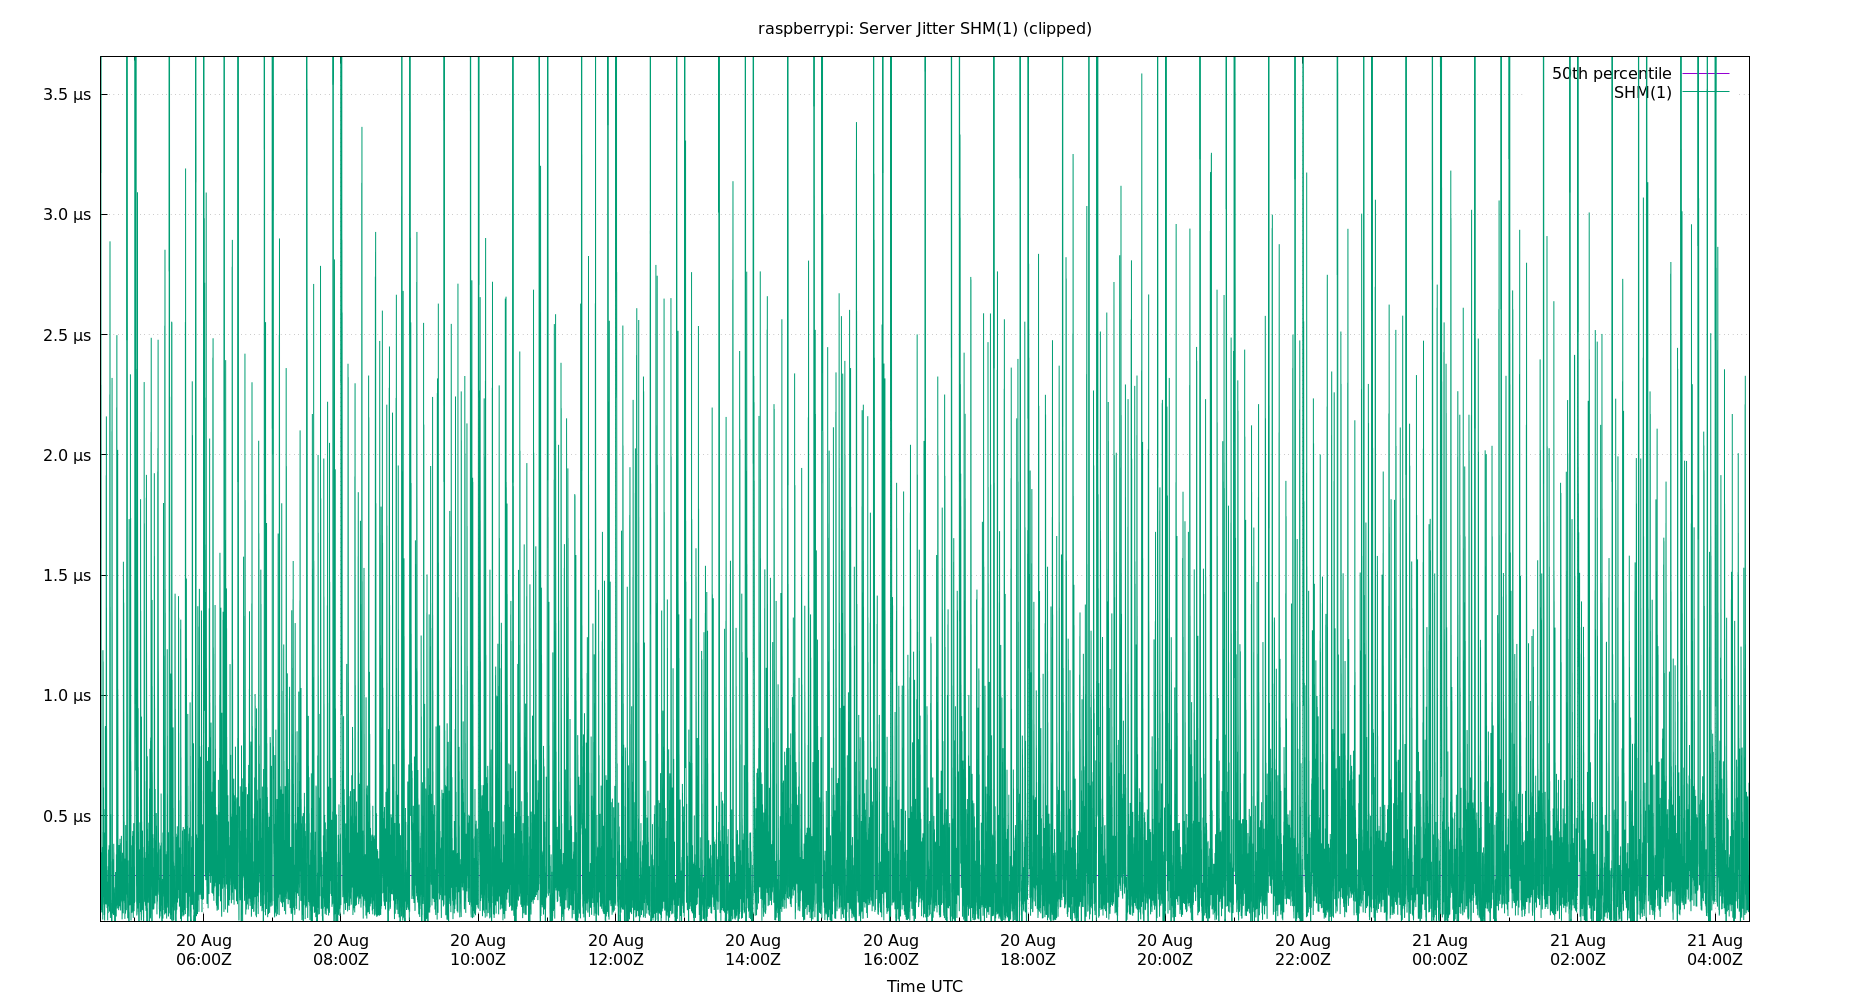 raspberrypi: Server Jitter SHM(1) (clipped)
50th percentile
SHM(1)
3.5 µs
3.0 µs
2.5 µs
2.0 µs
1.5 µs
1.0 µs
0.5 µs
20 Aug 20 Aug 20 Aug 20 Aug 20 Aug 20 Aug 20 Aug 20 Aug 20 Aug 21 Aug 21 Aug 21 Aug
06:00Z 08:00Z 10:00Z 12:00Z 14:00Z 16:00Z 18:00Z 20:00Z 22:00Z 00:00Z 02:00Z 04:00Z
Time UTC